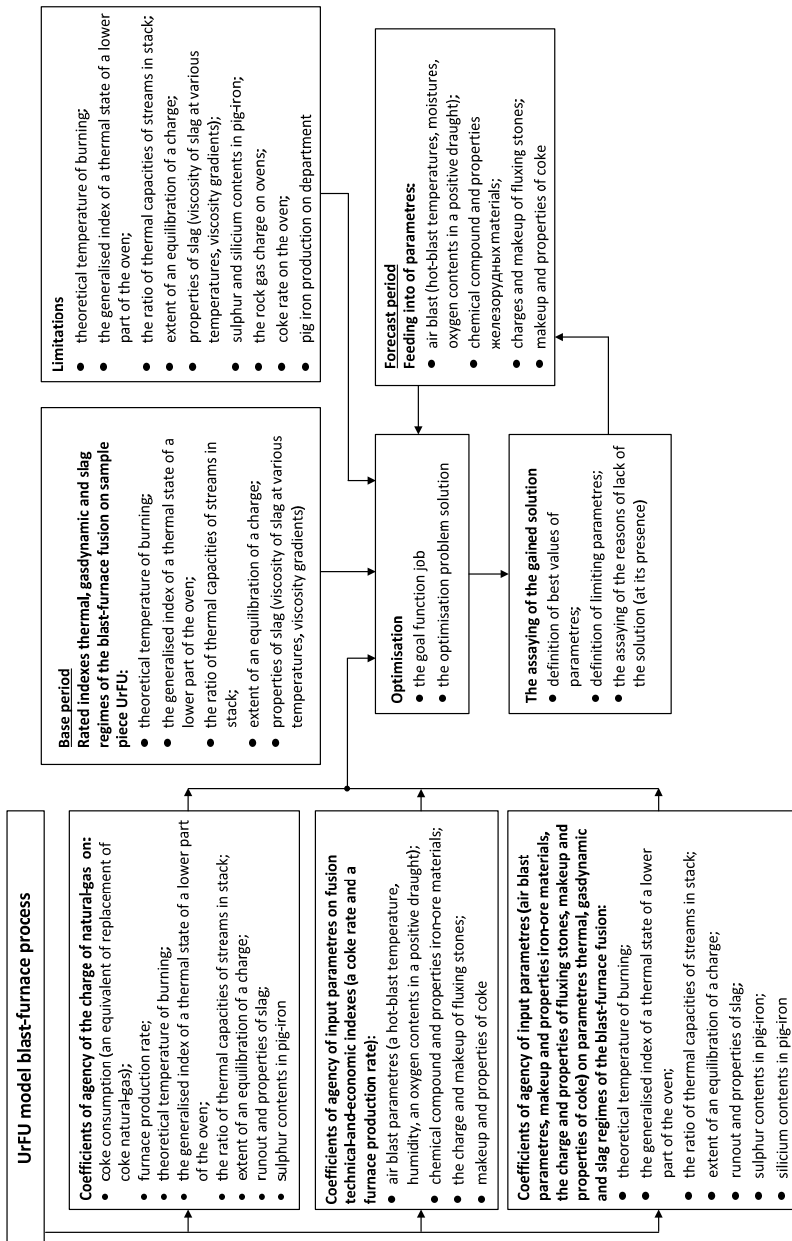 UrFU model blast-furnace process
Coefficients of agency of the charge of natural-gas on:
● coke consumption (an equivalent of replacement of
coke natural-gas);
● furnace production rate;
● theoretical temperature of burning;
● the generalised index of a thermal state of a lower part
of the oven;
● the ratio of thermal capacities of streams in stack;
● extent of an equilibration of a charge;
● runout and properties of slag;
● sulphur contents in pig-iron
Coefficients of agency of input parametres on fusion
technical-and-economic indexes (a coke rate and a
furnace production rate):
● air blast parametres (a hot-blast temperature,
humidity, an oxygen contents in a positive draught);
● chemical compound and properties iron-ore materials;
● the charge and makeup of fluxing stones;
● makeup and properties of coke
Coefficients of agency of input parametres (air blast
parametres, makeup and properties iron-ore materials,
the charge and properties of fluxing stones, makeup and
properties of coke) on parametres thermal, gasdynamic
and slag regimes of the blast-furnace fusion:
● theoretical temperature of burning;
● the generalised index of a thermal state of a lower
part of the oven;
● the ratio of thermal capacities of streams in stack;
● extent of an equilibration of a charge;
● runout and properties of slag;
● sulphur contents in pig-iron;
● silicium contents in pig-iron
Base period
Rated indexes thermal, gasdynamic and slag
regimes of the blast-furnace fusion on sample
piece UrFU:
● theoretical temperature of burning;
● the generalised index of a thermal state of a
lower part of the oven;
● the ratio of thermal capacities of streams in
stack;
● extent of an equilibration of a charge;
● properties of slag (viscosity of slag at various
temperatures, viscosity gradients)
Limitations
● theoretical temperature of burning;
● the generalised index of a thermal state of a lower
part of the oven;
● the ratio of thermal capacities of streams in stack;
● extent of an equilibration of a charge;
● properties of slag (viscosity of slag at various
temperatures, viscosity gradients);
● sulphur and silicium contents in pig-iron;
● the rock gas charge on ovens;
● coke rate on the oven;
● pig iron production on department
Optimisation
● the goal function job
● the optimisation problem solution
Forecast period
Feeding into of parametres:
● air blast (hot-blast temperatures, moistures,
oxygen contents in a positive draught);
● chemical compound and properties
железорудных materials;
● charges and makeup of fluxing stones;
● makeup and properties of coke
The assaying of the gained solution
● definition of best values of
parametres;
● definition of limiting parametres;
● the assaying of the reasons of lack of
the solution (at its presence)